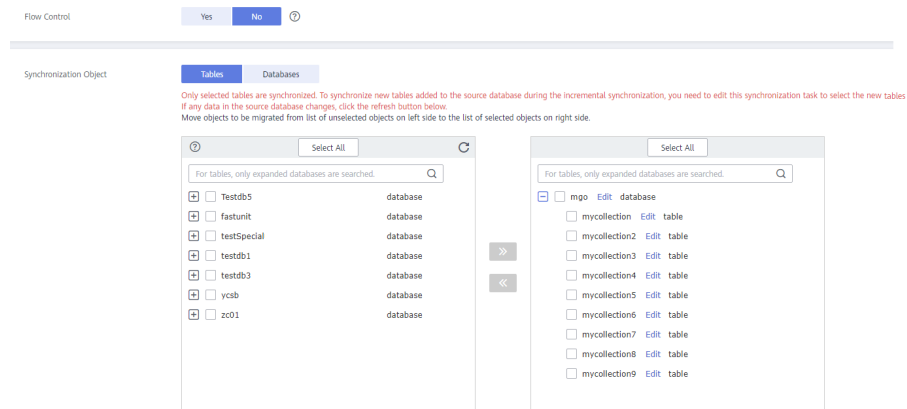 Flow Control Yes No ?
Synchronization Object Tables Databases
Only selected tables are synchronized. To synchronize new tables added to the source database during the incremental synchronization, you need to edit this synchronization task to select the new tables
If any data in the source database changes, click the refresh button below.
Move objects to be migrated from list of unselected objects on left side to the list of selected objects on right side.
? Select All
For tables, only expanded databases are searched.
Testdb5 database
fastunit database
testSpecial database
testdb1 database
testdb3 database
ycsb database
zc01 database
Select All
For tables, only expanded databases are searched.
mgo Edit database
mycollection Edit table
mycollection2 Edit table
mycollection3 Edit table
mycollection4 Edit table
mycollection5 Edit table
mycollection6 Edit table
mycollection7 Edit table
mycollection8 Edit table
mycollection9 Edit table